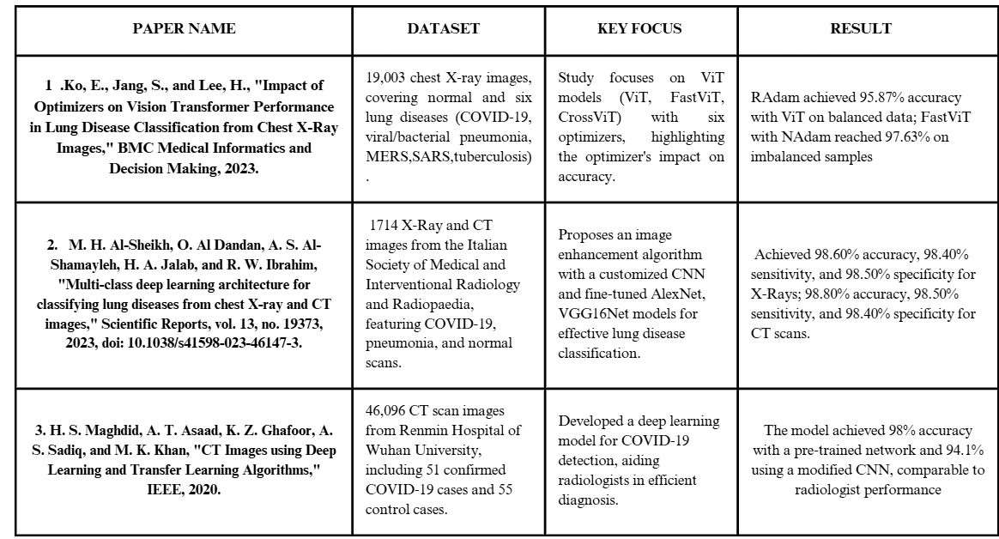 PAPER NAME
DATASET
KEY FOCUS
RESULT
1 .Ko, E., Jang, S., and Lee, H., "Impact of
Optimizers on Vision Transformer Performance
in Lung Disease Classification from Chest X-Ray
Images," BMC Medical Informatics and
Decision Making, 2023.
19,003 chest X-ray images,
covering normal and six
lung diseases (COVID-19,
viral/bacterial pneumonia,
MERS,SARS,tuberculosis)
.
Study focuses on ViT
models (ViT, FastViT,
CrossViT) with six
optimizers, highlighting
the optimizer's impact on
accuracy.
RAdam achieved 95.87% accuracy
with ViT on balanced data; FastViT
with NAdam reached 97.63% on
imbalanced samples
2. M. H. Al-Sheikh, O. Al Dandan, A. S. Al-
Shamayleh, H. A. Jalab, and R. W. Ibrahim,
"Multi-class deep learning architecture for
classifying lung diseases from chest X-ray and CT
images," Scientific Reports, vol. 13, no. 19373,
2023, doi: 10.1038/s41598-023-46147-3.
1714 X-Ray and CT
images from the Italian
Society of Medical and
Interventional Radiology
and Radiopaedia,
featuring COVID-19,
pneumonia, and normal
scans.
Proposes an image
enhancement algorithm
with a customized CNN
and fine-tuned AlexNet,
VGG16Net models for
effective lung disease
classification.
Achieved 98.60% accuracy, 98.40%
sensitivity, and 98.50% specificity for
X-Rays; 98.80% accuracy, 98.50%
sensitivity, and 98.40% specificity for
CT scans.
3. H. S. Maghdid, A. T. Asaad, K. Z. Ghafoor, A.
S. Sadiq, and M. K. Khan, "CT Images using Deep
Learning and Transfer Learning Algorithms,"
IEEE, 2020.
46,096 CT scan images
from Renmin Hospital of
Wuhan University,
including 51 confirmed
COVID-19 cases and 55
control cases.
Developed a deep learning
model for COVID-19
detection, aiding
radiologists in efficient
diagnosis.
The model achieved 98% accuracy
with a pre-trained network and 94.1%
using a modified CNN, comparable to
radiologist performance